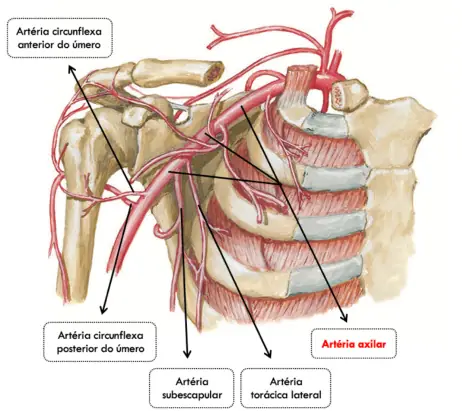 Artéria circunflexa
anterior do úmero
Artéria circunflexa
posterior do úmero
Artéria axilar
Artéria
subescapular
Artéria
torácica lateral